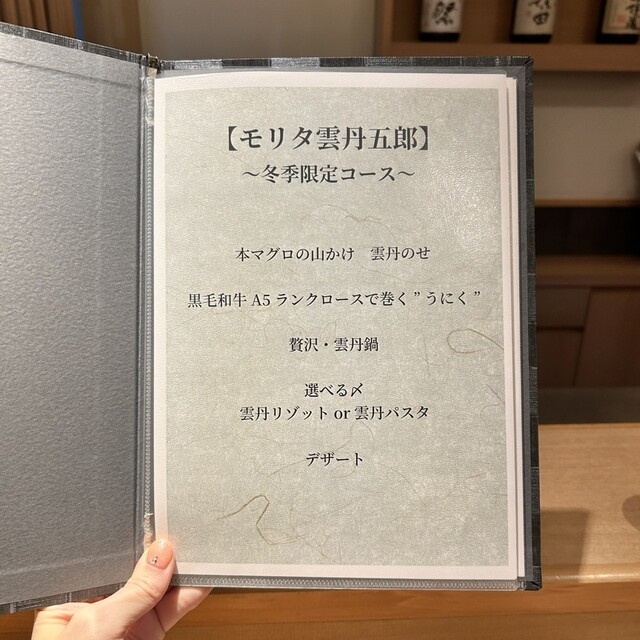 【モリタ雲丹五郎】
～冬季限定コース～
本マグロの山かけ　雲丹のせ
黒毛和牛 A5 ランクロースで巻く ” うにく ”
贅沢・雲丹鍋
選べる〆
雲丹リゾット or 雲丹パスタ
デザート